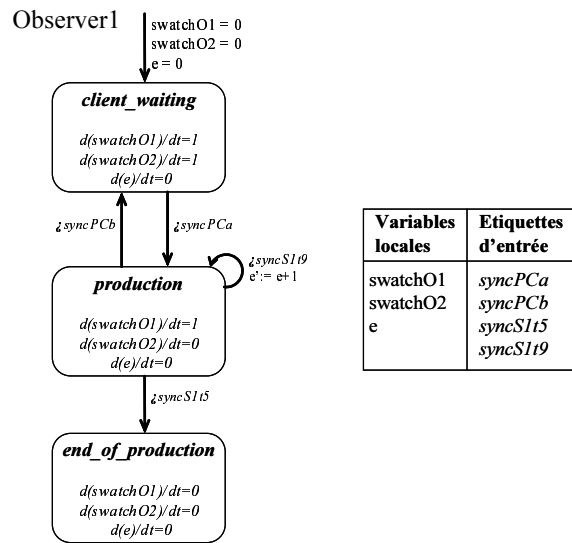 Observer1
swatchO1 = 0
swatchO2 = 0
e = 0
client_waiting
d(swatchO1)/dt=1
d(swatchO2)/dt=1
d(e)/dt=0
¿syncPCb
¿syncPCa
¿syncS1t9
e':= e+1
production
d(swatchO1)/dt=1
d(swatchO2)/dt=0
d(e)/dt=0
¿syncS1t5
end_of_production
d(swatchO1)/dt=0
d(swatchO2)/dt=0
d(e)/dt=0
Variables locales Etiquettes d'entrée
swatchO1 syncPCa
swatchO2 syncPCb
e syncS1t5
syncS1t9